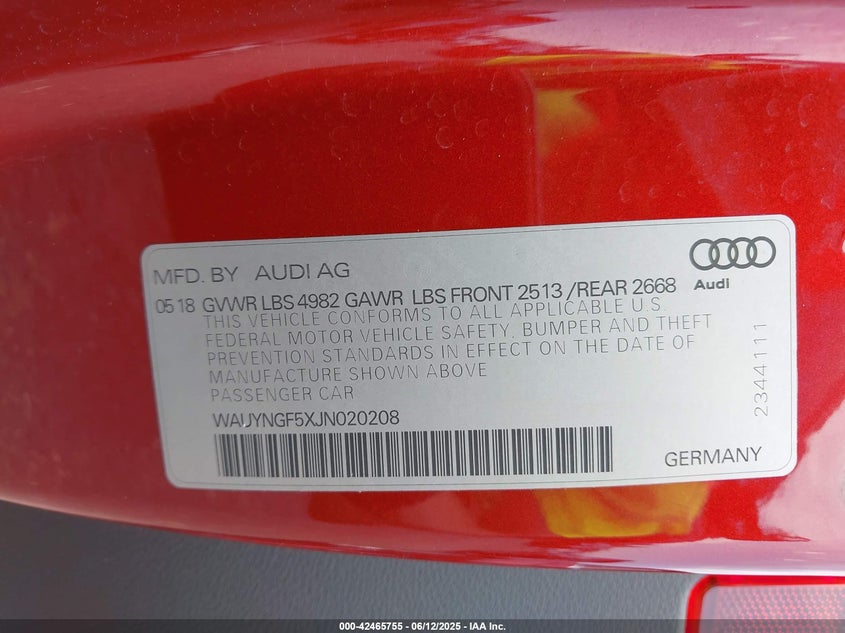 MFD. BY AUDI AG
Audi
05 18 GVWR LBS 4982 GAWR LBS FRONT 2513 /REAR 2668
THIS VEHICLE CONFORMS TO ALL APPLICABLE U.S.
FEDERAL MOTOR VEHICLE SAFETY, BUMPER AND THEFT
PREVENTION STANDARDS IN EFFECT ON THE DATE OF
MANUFACTURE SHOWN ABOVE
PASSENGER CAR
2344111
WAUYNGF5XJN020208
GERMANY
000-42465755 - 06/12/2025 - IAA Inc.